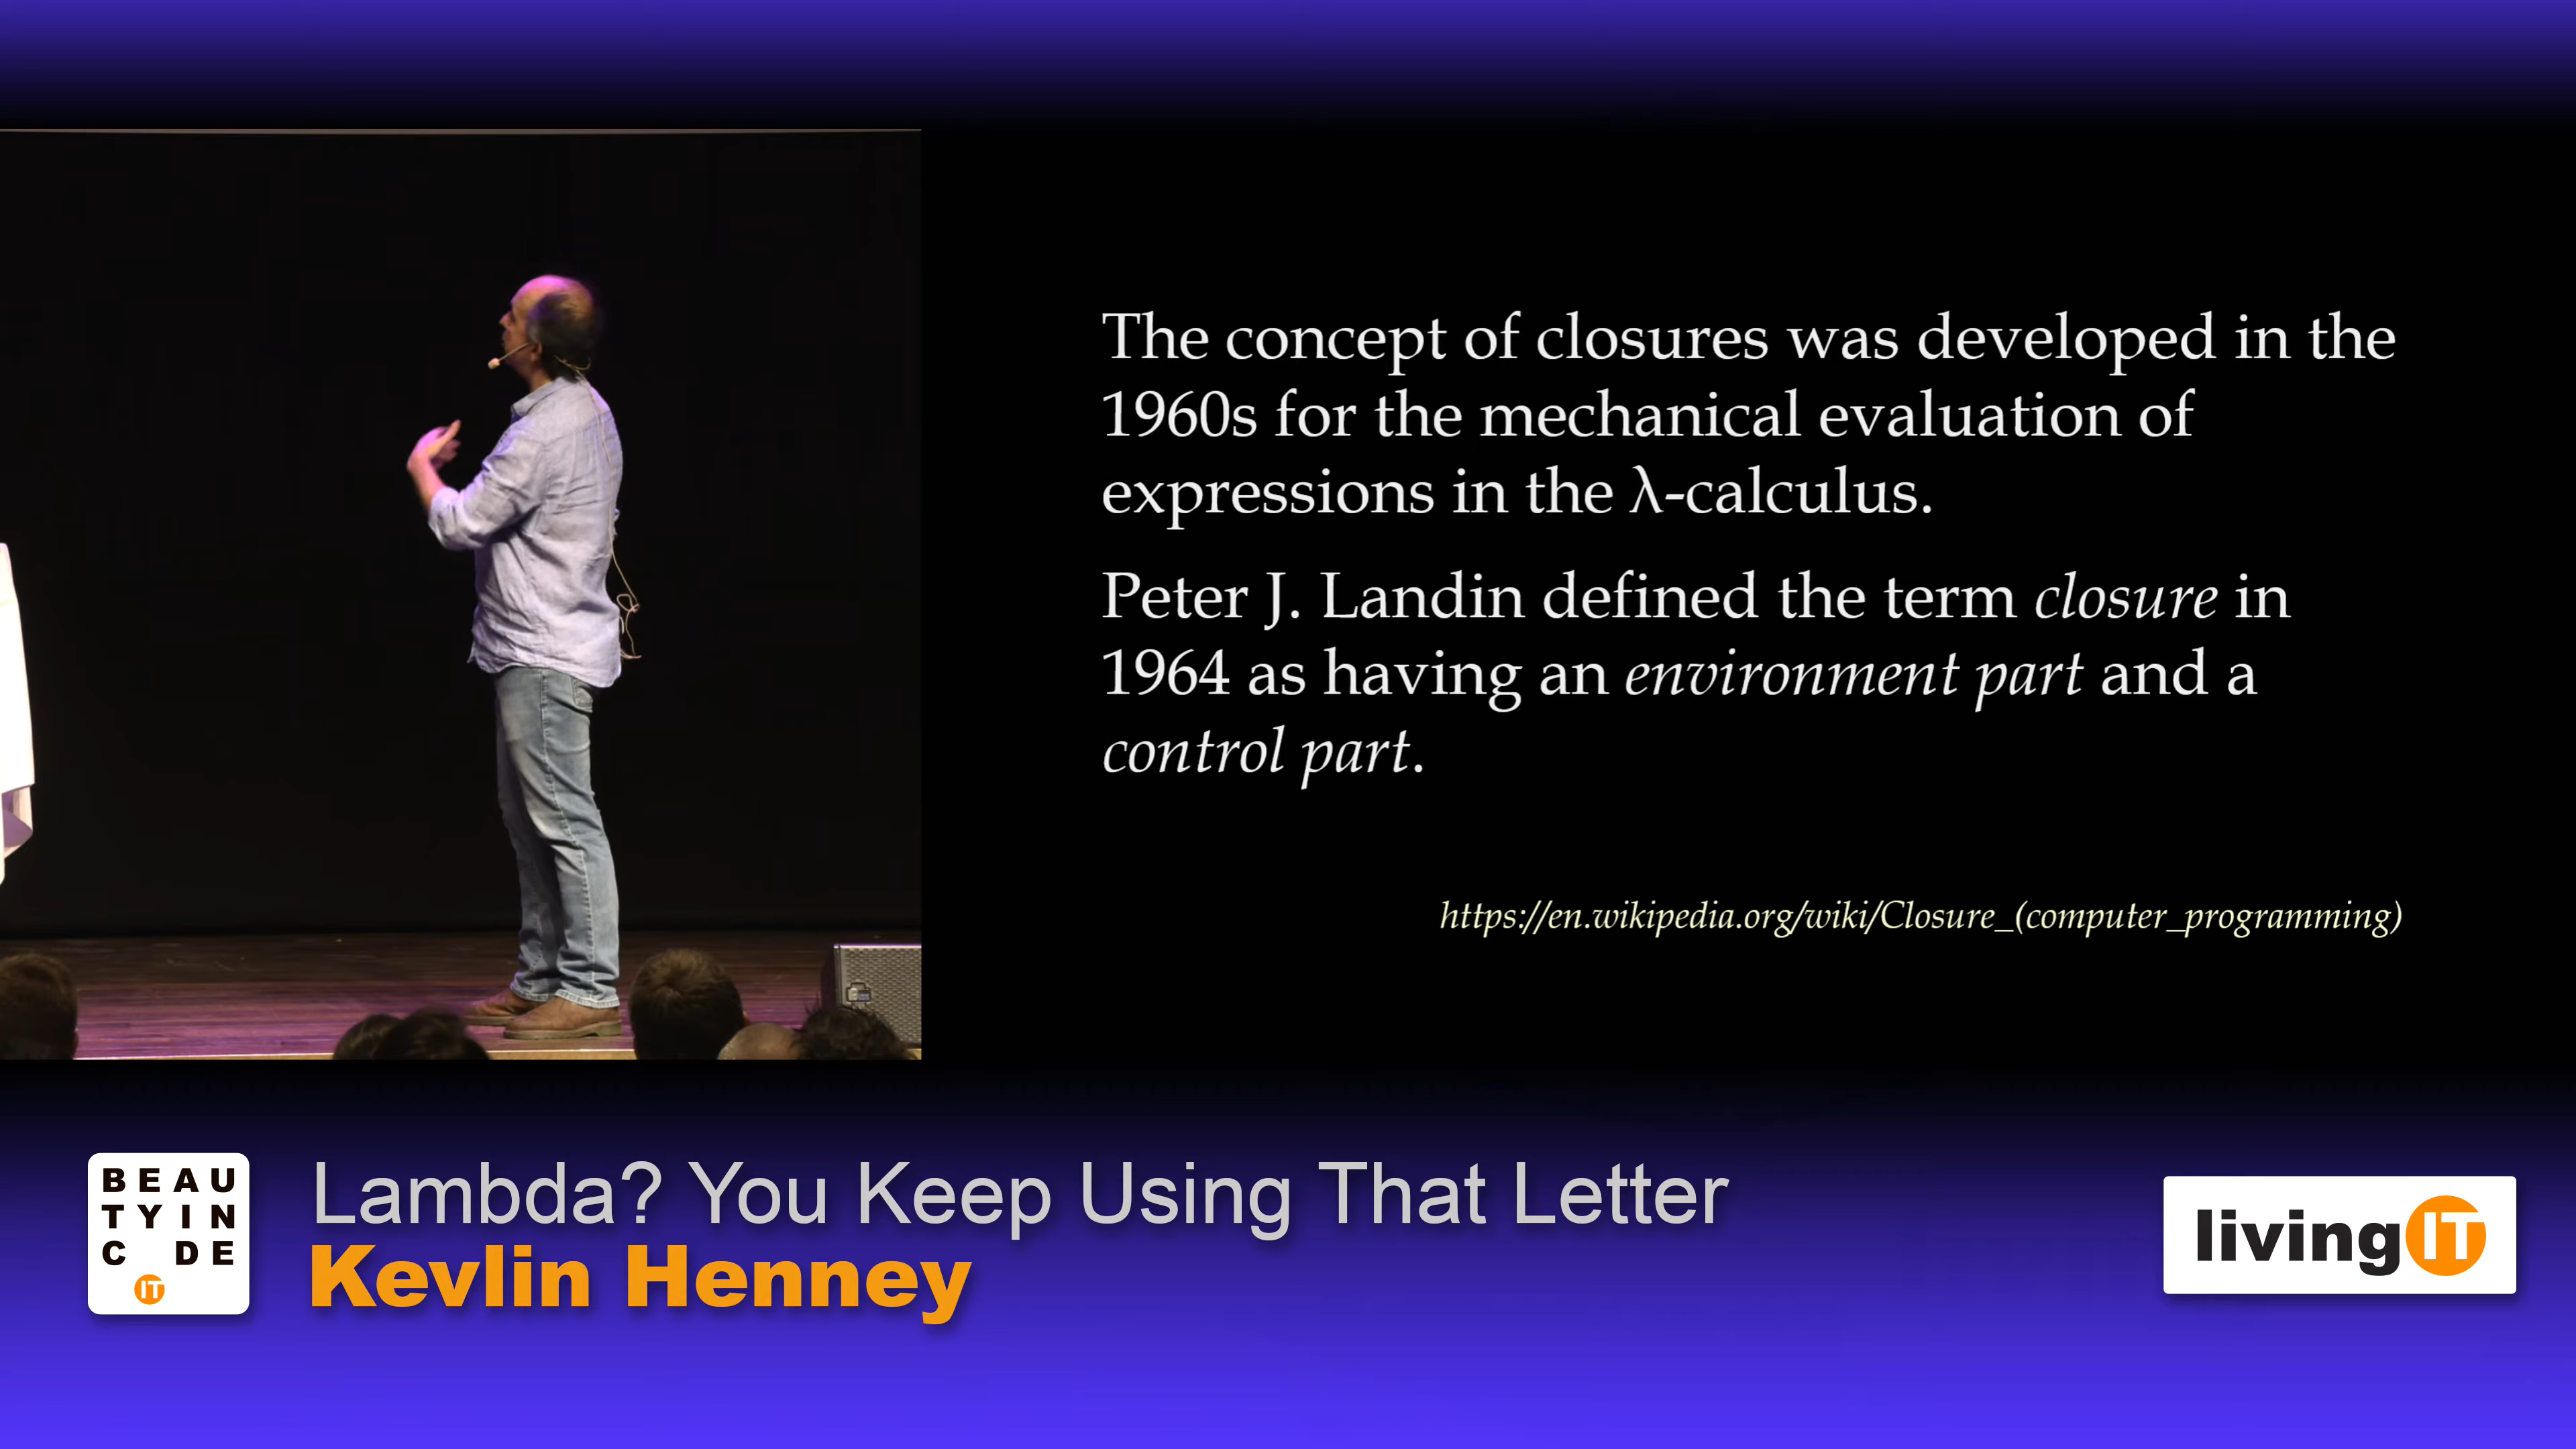 The concept of closures was developed in the
1960s for the mechanical evaluation of
expressions in the λ-calculus.
Peter J. Landin defined the term closure in
1964 as having an environment part and a
control part.
https://en.wikipedia.org/wiki/Closure_(computer_programming)
BEAU
TYIN
C DE
IT
Lambda? You Keep Using That Letter
Kevlin Henney
livingIT